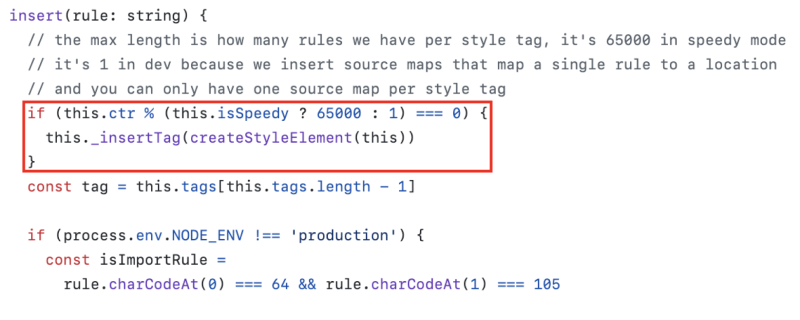 insert(rule: string) {
// the max length is how many rules we have per style tag, it's 65000 in speedy mode
// it's 1 in dev because we insert source maps that map a single rule to a location
// and you can only have one source map per style tag
if (this.ctr % (this.isSpeedy ? 65000 : 1) === 0) {
this._insertTag(createStyleElement(this))
}
const tag = this.tags[this.tags.length - 1]
if (process.env.NODE_ENV !== 'production') {
const isImportRule =
rule.charCodeAt(0) === 64 && rule.charCodeAt(1) === 105